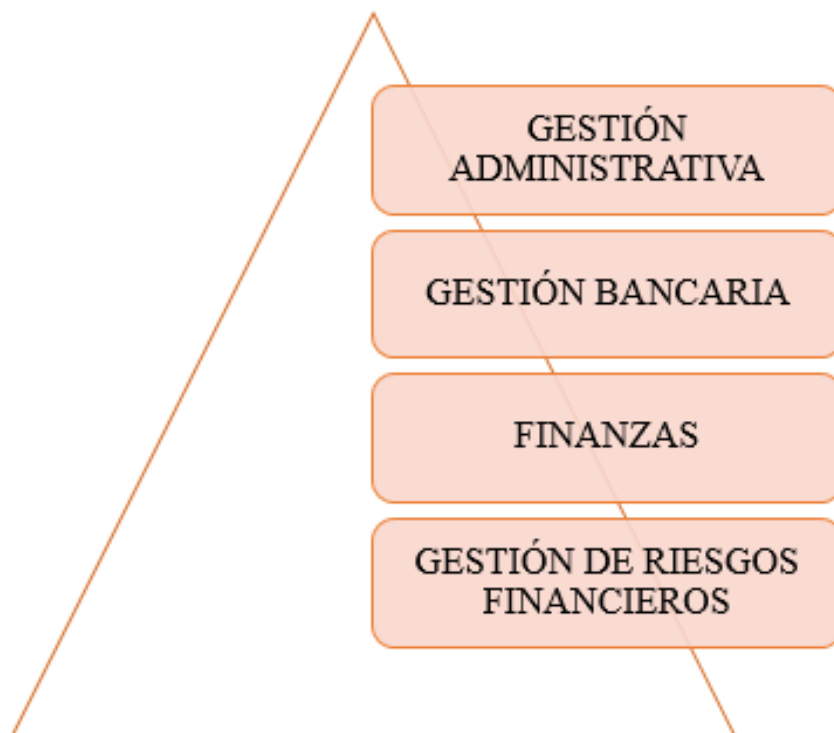 GESTIÓN
ADMINISTRATIVA
GESTIÓN BANCARIA
FINANZAS
GESTIÓN DE RIESGOS
FINANCIEROS